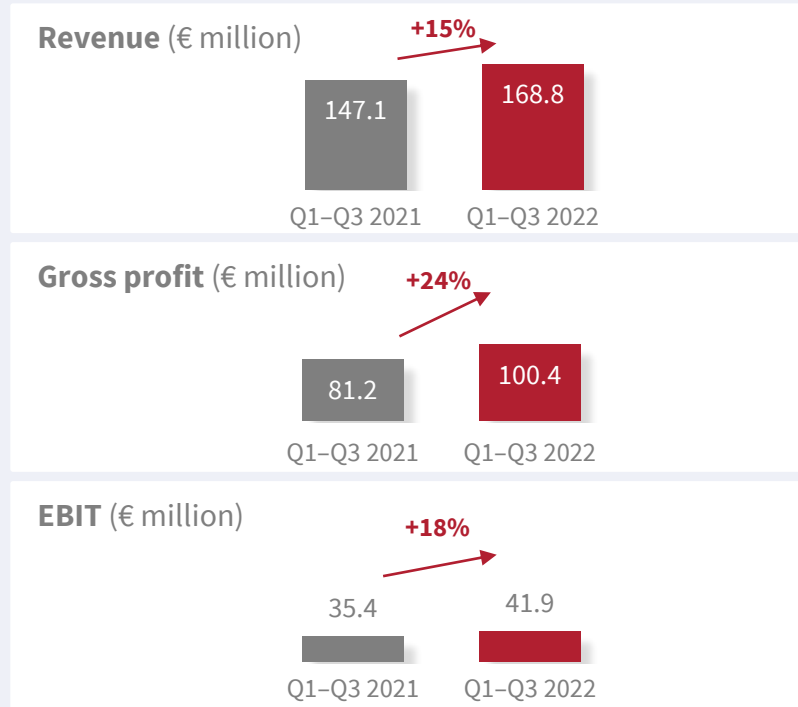 Revenue (€ million)
+15%
147.1
168.8
Q1–Q3 2021
Q1–Q3 2022
Gross profit (€ million)
+24%
81.2
100.4
Q1–Q3 2021
Q1–Q3 2022
EBIT (€ million)
+18%
35.4
41.9
Q1–Q3 2021
Q1–Q3 2022